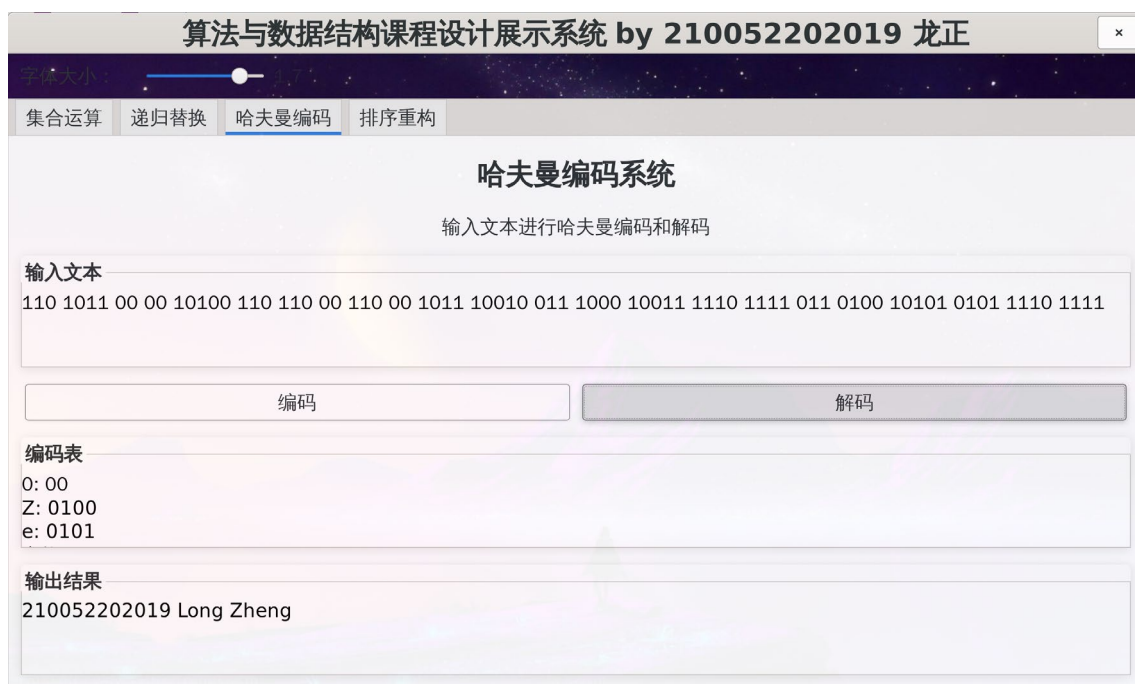 算法与数据结构课程设计展示系统 by 210052202019 龙正
×
字体大小： 1.7
集合运算 递归替换 哈夫曼编码 排序重构
哈夫曼编码系统
输入文本进行哈夫曼编码和解码
输入文本
110 1011 00 00 10100 110 110 00 110 00 1011 10010 011 1000 10011 1110 1111 011 0100 10101 0101 1110 1111
编码 解码
编码表
0: 00
Z: 0100
e: 0101
输出结果
210052202019 Long Zheng